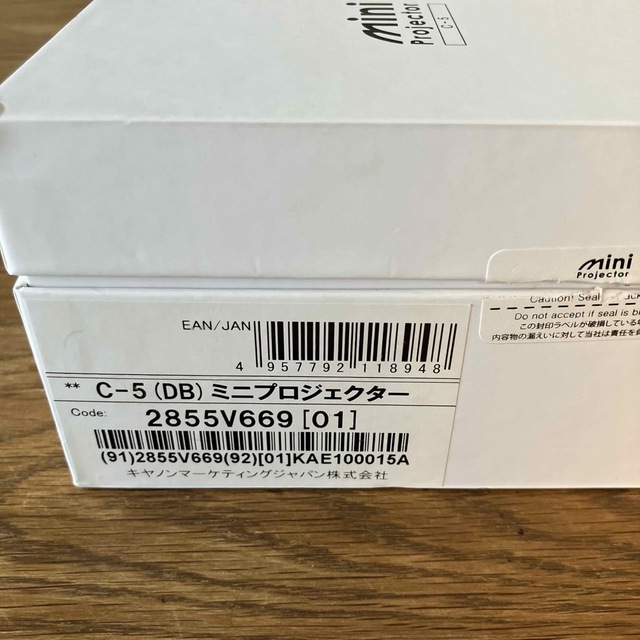 mini
Projector
C-5
mini
Projector
Caution! Seal
Do not accept if seal is
この封印ラベルが破損している
内容物の漏えいに対して当社は責任を
EAN/JAN
4 957792 118948
** C-5 (DB) ミニプロジェクター
Code: 2855V669 [01]
(91)2855V669(92)[01]KAE100015A
キヤノンマーケティングジャパン株式会社